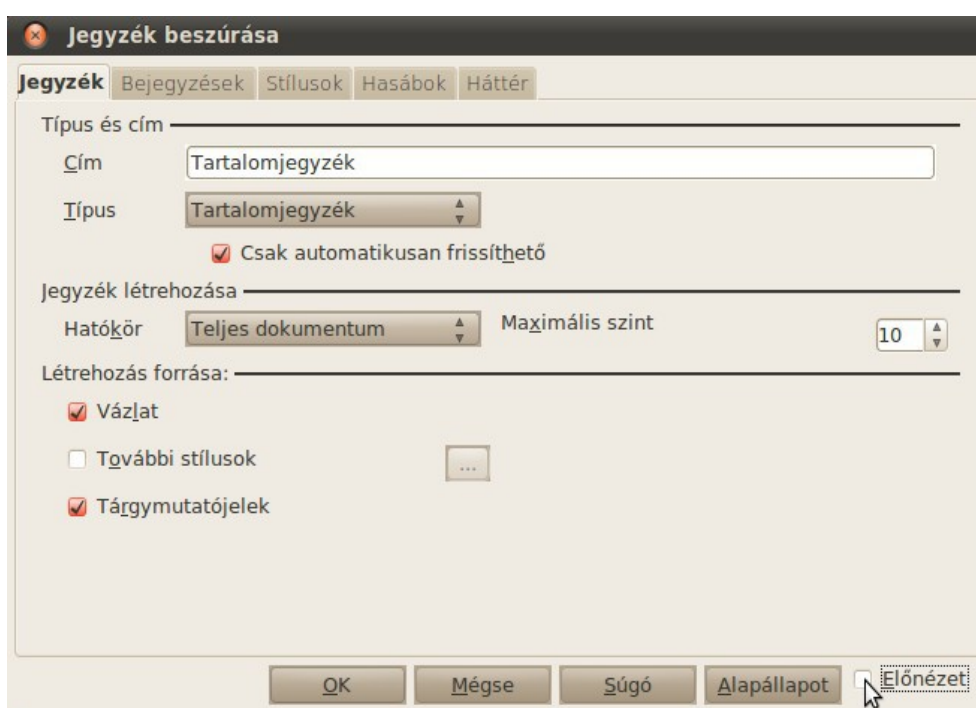 Jegyzék beszúrása
Jegyzék Bejegyzések Stílusok Hasábok Háttér
Típus és cím
Cím Tartalomjegyzék
Típus Tartalomjegyzék
Csak automatikusan frissíthető
Jegyzék létrehozása
Hatókör Teljes dokumentum Maximális szint 10
Létrehozás forrása:
Vázlat
További stílusok ...
Tárgymutatójelek
OK Mégse Súgó Alapállapot Előnézet